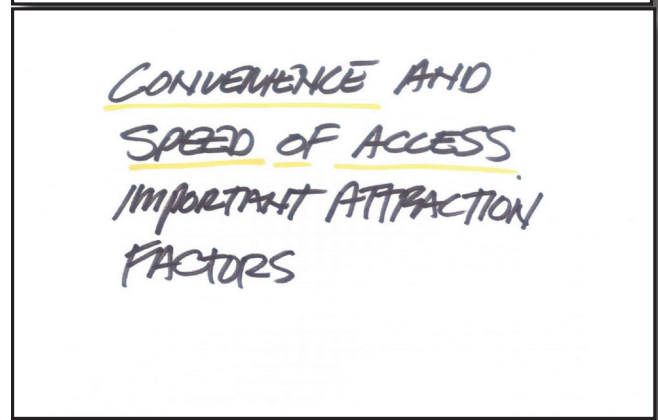 CONVENIENCE AND
SPEED OF ACCESS
IMPORTANT ATTRACTION
FACTORS